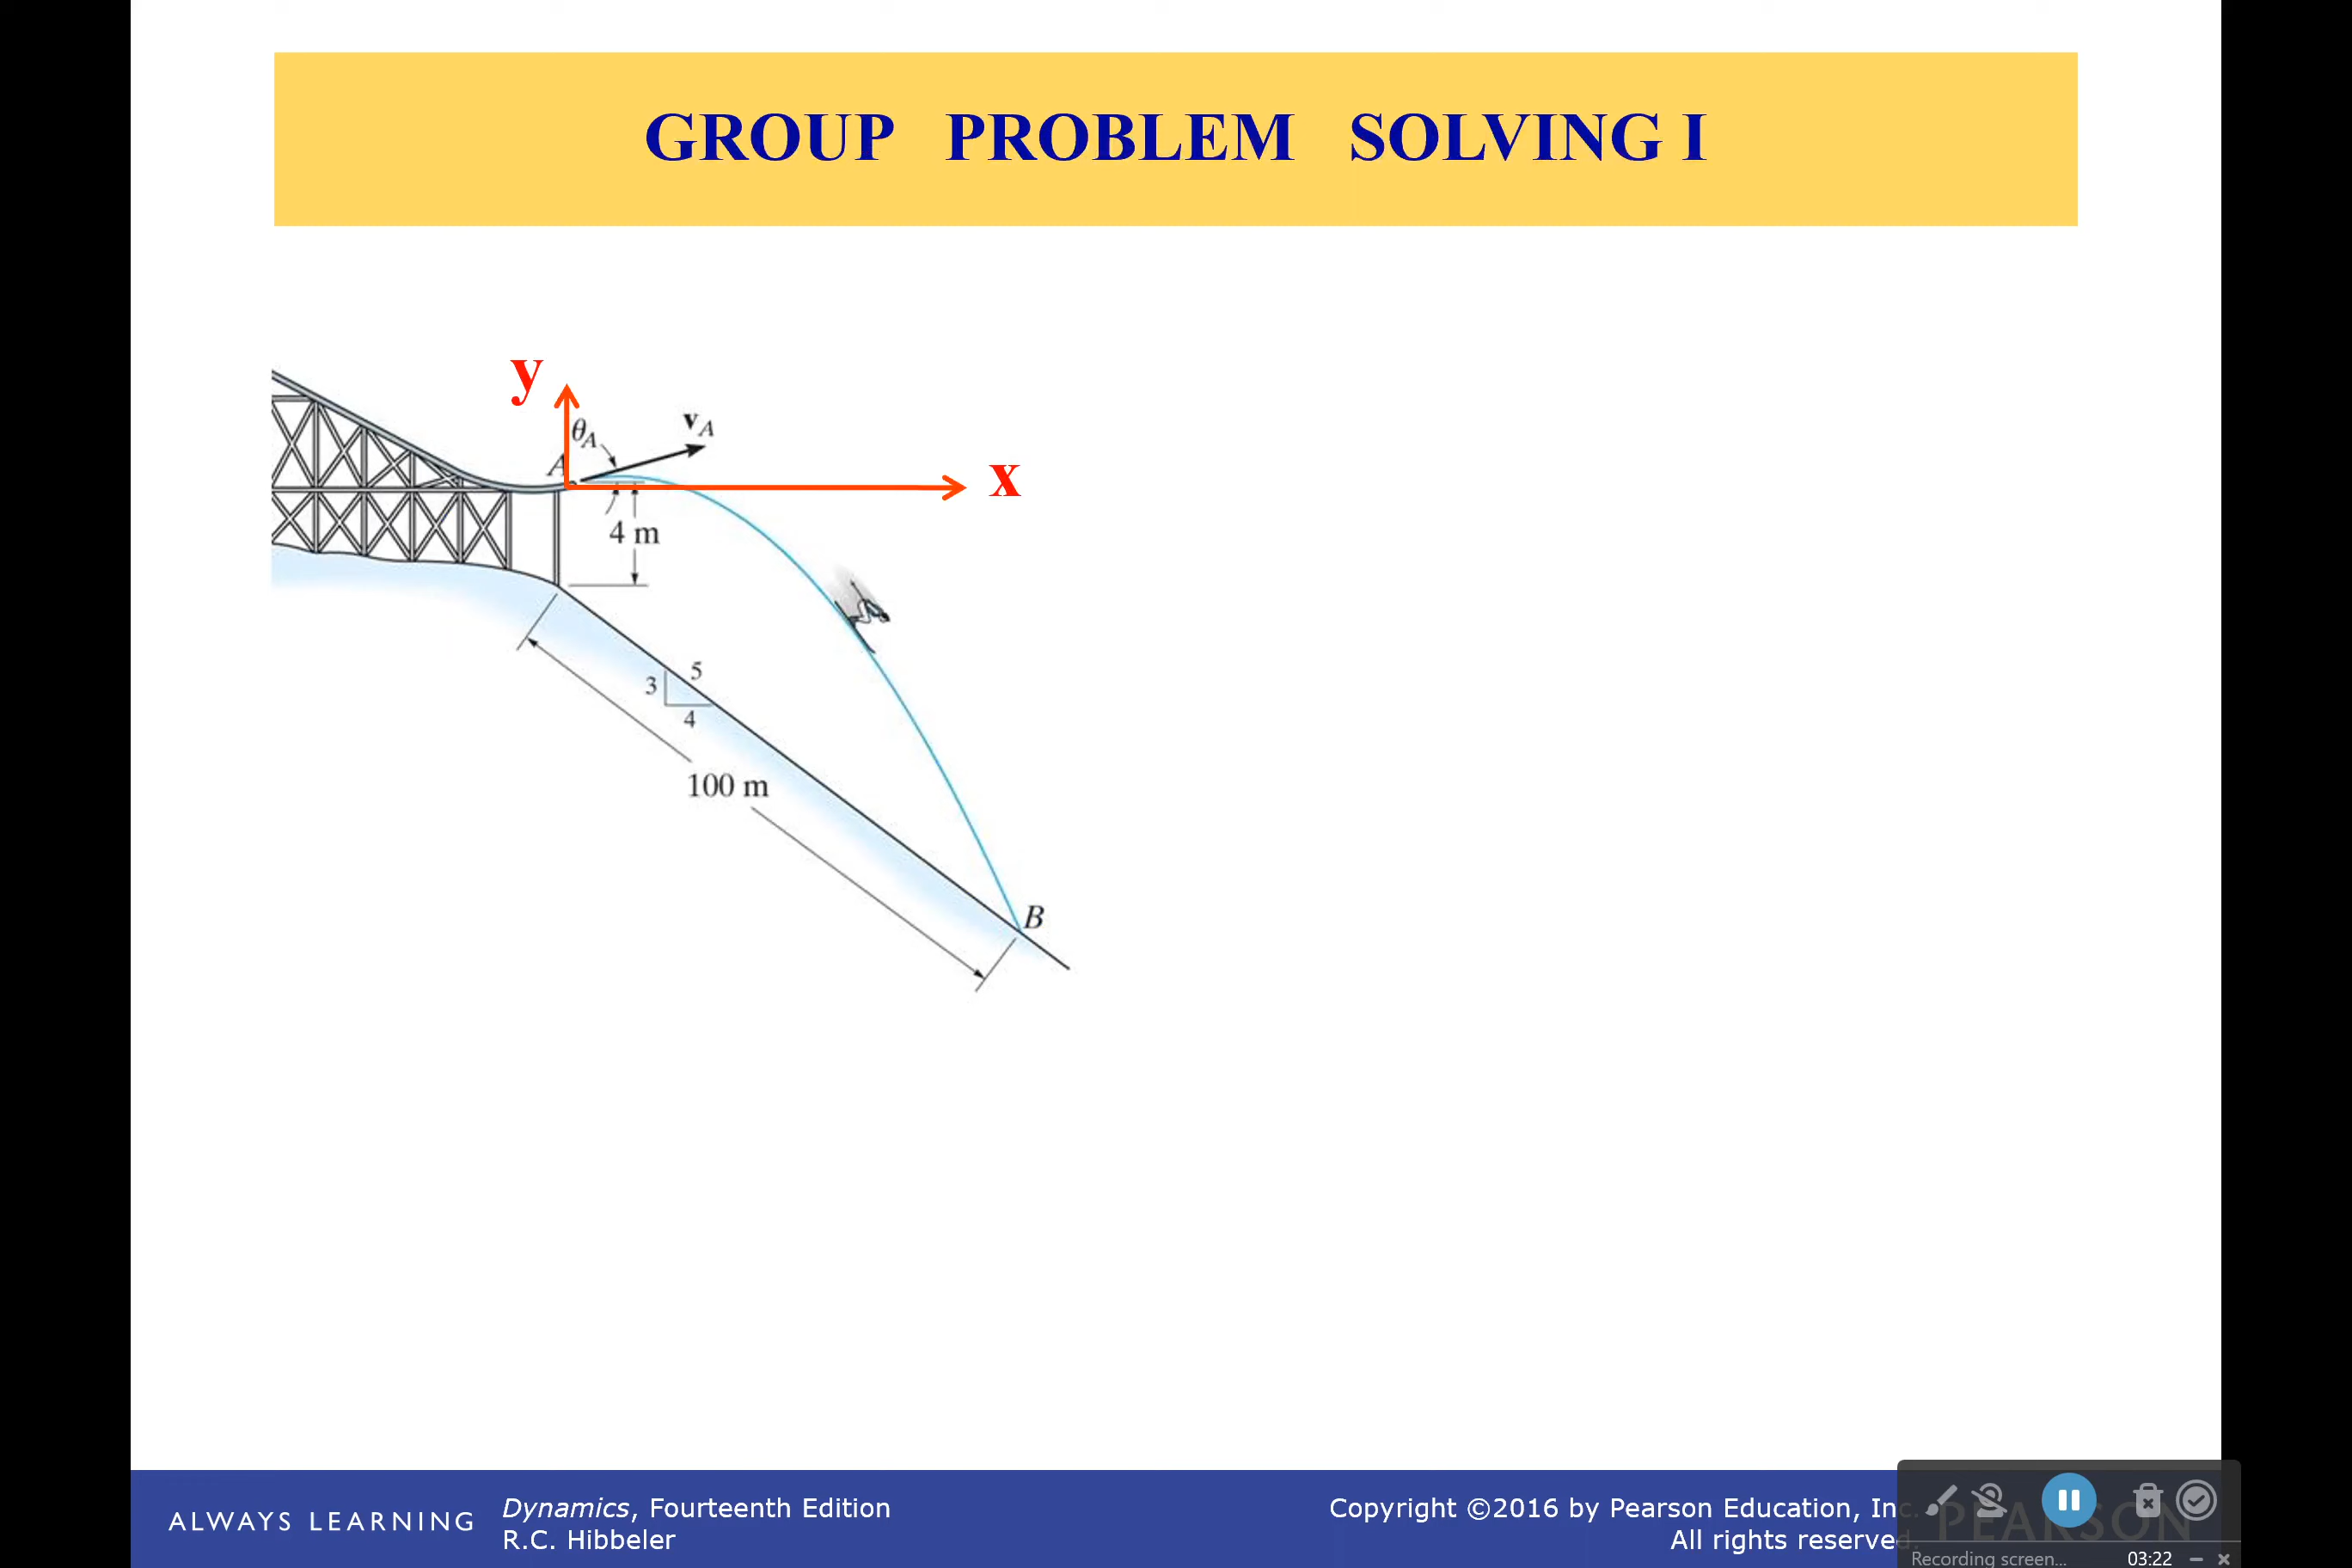 GROUP PROBLEM SOLVING I
y
θA
vA
A
x
4 m
5
3
4
100 m
B
ALWAYS LEARNING
Dynamics, Fourteenth Edition
R.C. Hibbeler
Copyright ©2016 by Pearson Education, Inc.
All rights reserved.
PEARSON
Recording screen... 03:22